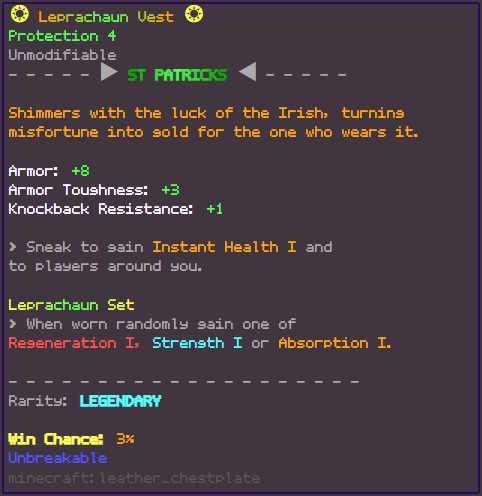 Leprachaun Vest
Protection 4
Unmodifiable
- - - - - ▶ ST PATRICKS ◀ - - - - -
Shimmers with the luck of the Irish, turning
misfortune into gold for the one who wears it.
Armor: +8
Armor Toughness: +3
Knockback Resistance: +1
> Sneak to gain Instant Health I and
to players around you.
Leprachaun Set
> When worn randomly gain one of
Regeneration I, Strength I or Absorption I.
- - - - - - - - - - - - - - - - - - - -
Rarity: LEGENDARY
Win Chance: 3%
Unbreakable
minecraft:leather_chestplate